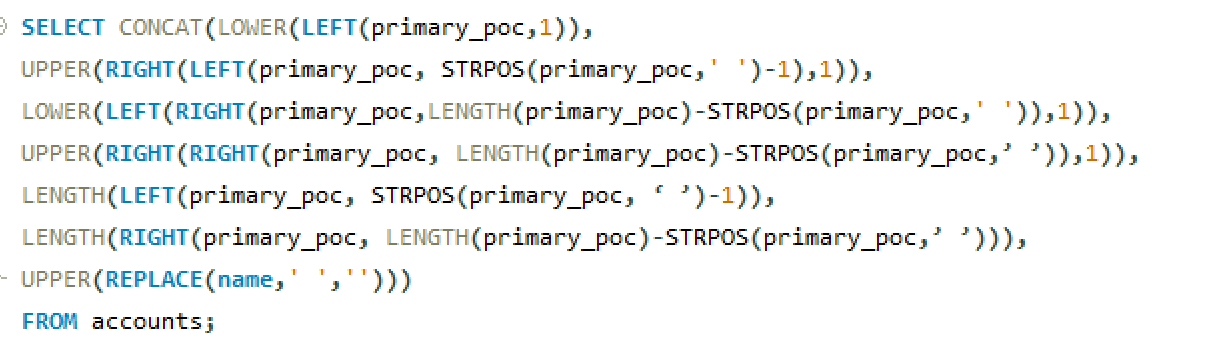 SELECT CONCAT(LOWER(LEFT(primary_poc,1)),
UPPER(RIGHT(LEFT(primary_poc, STRPOS(primary_poc,' ')-1),1)),
LOWER(LEFT(RIGHT(primary_poc,LENGTH(primary_poc)-STRPOS(primary_poc,' ')),1)),
UPPER(RIGHT(RIGHT(primary_poc, LENGTH(primary_poc)-STRPOS(primary_poc,’ ’)),1)),
LENGTH(LEFT(primary_poc, STRPOS(primary_poc, ‘ ’)-1)),
LENGTH(RIGHT(primary_poc, LENGTH(primary_poc)-STRPOS(primary_poc,’ ’))),
UPPER(REPLACE(name,' ','')))
FROM accounts;